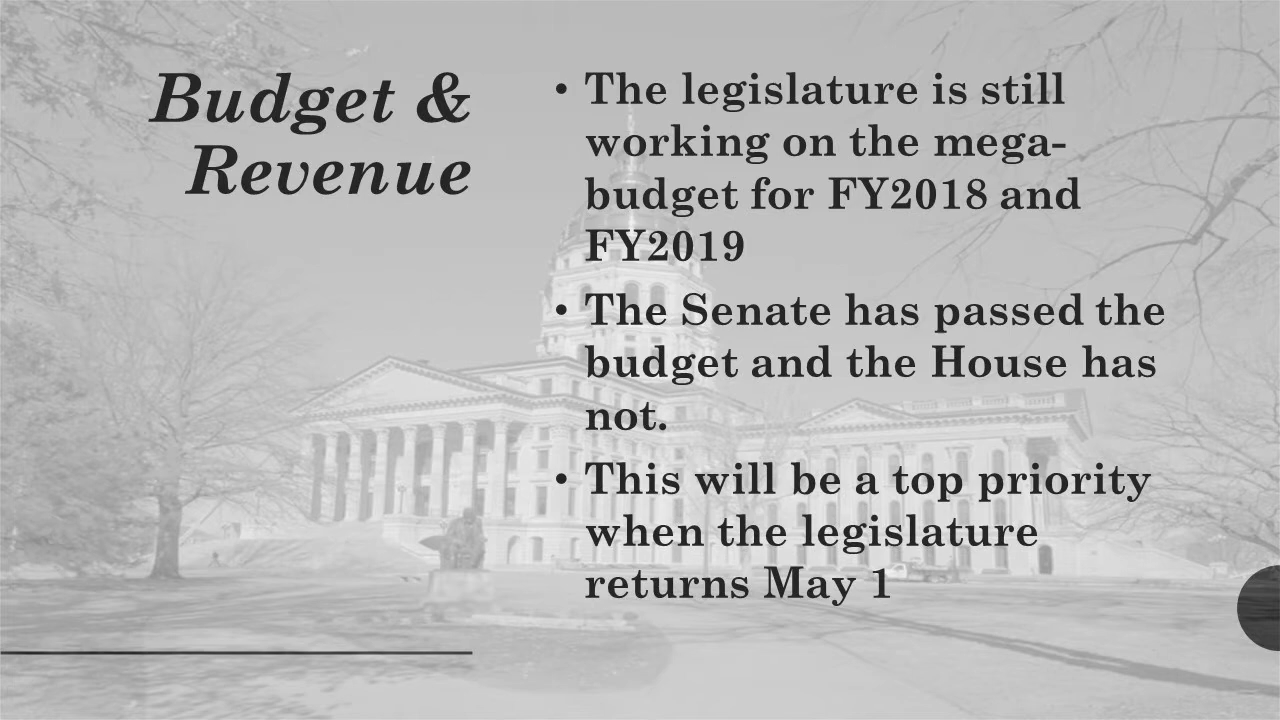 Budget &
Revenue
• The legislature is still
working on the mega-
budget for FY2018 and
FY2019
• The Senate has passed the
budget and the House has
not.
• This will be a top priority
when the legislature
returns May 1